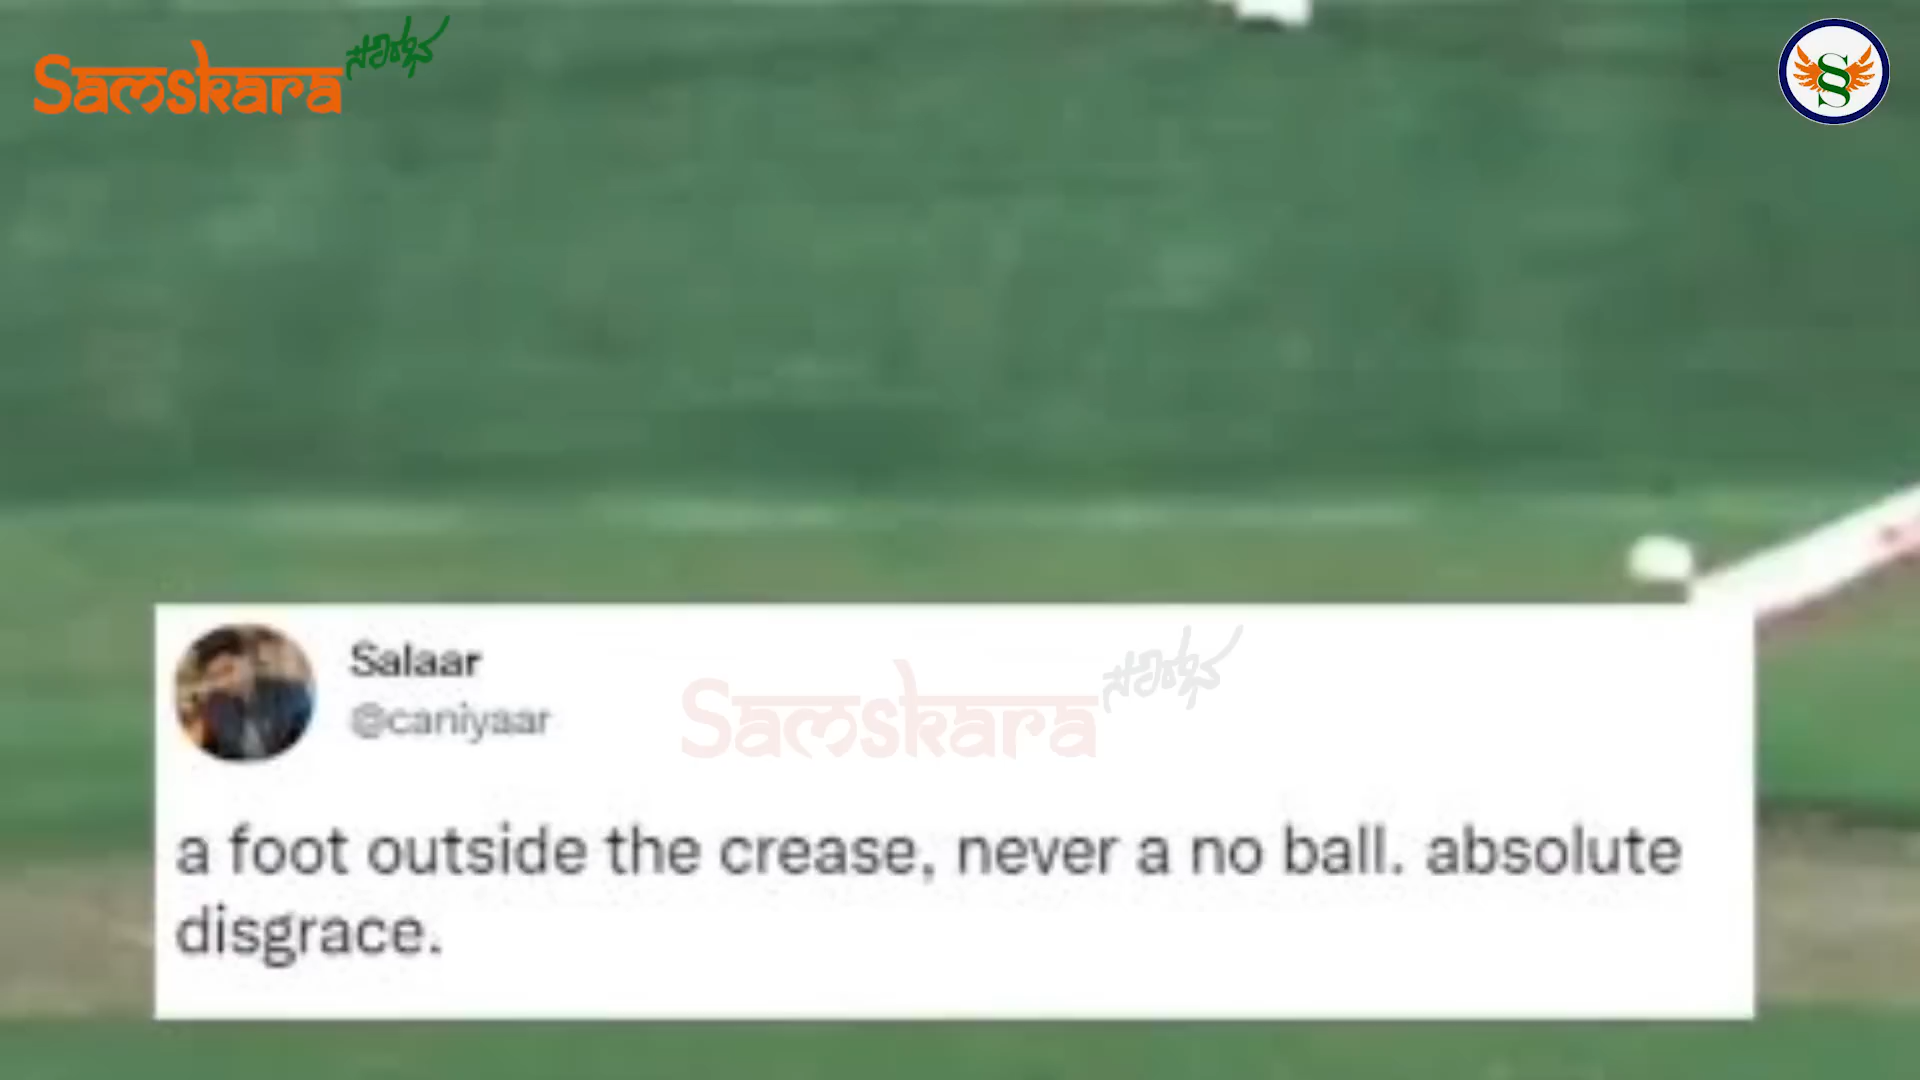 Samskara
Salaar
@caniyaar
Samskara
a foot outside the crease, never a no ball. absolute
disgrace.